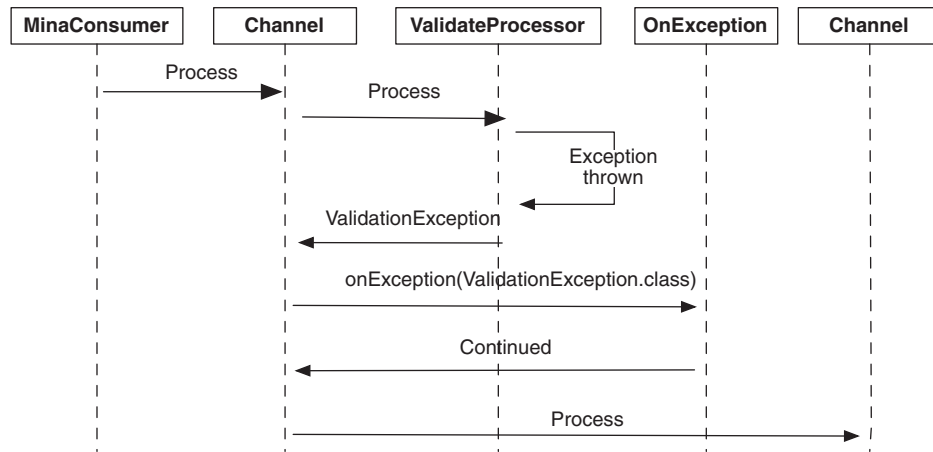 MinaConsumer
Channel
ValidateProcessor
OnException
Channel
Process
Process
Exception
thrown
ValidationException
onException(ValidationException.class)
Continued
Process